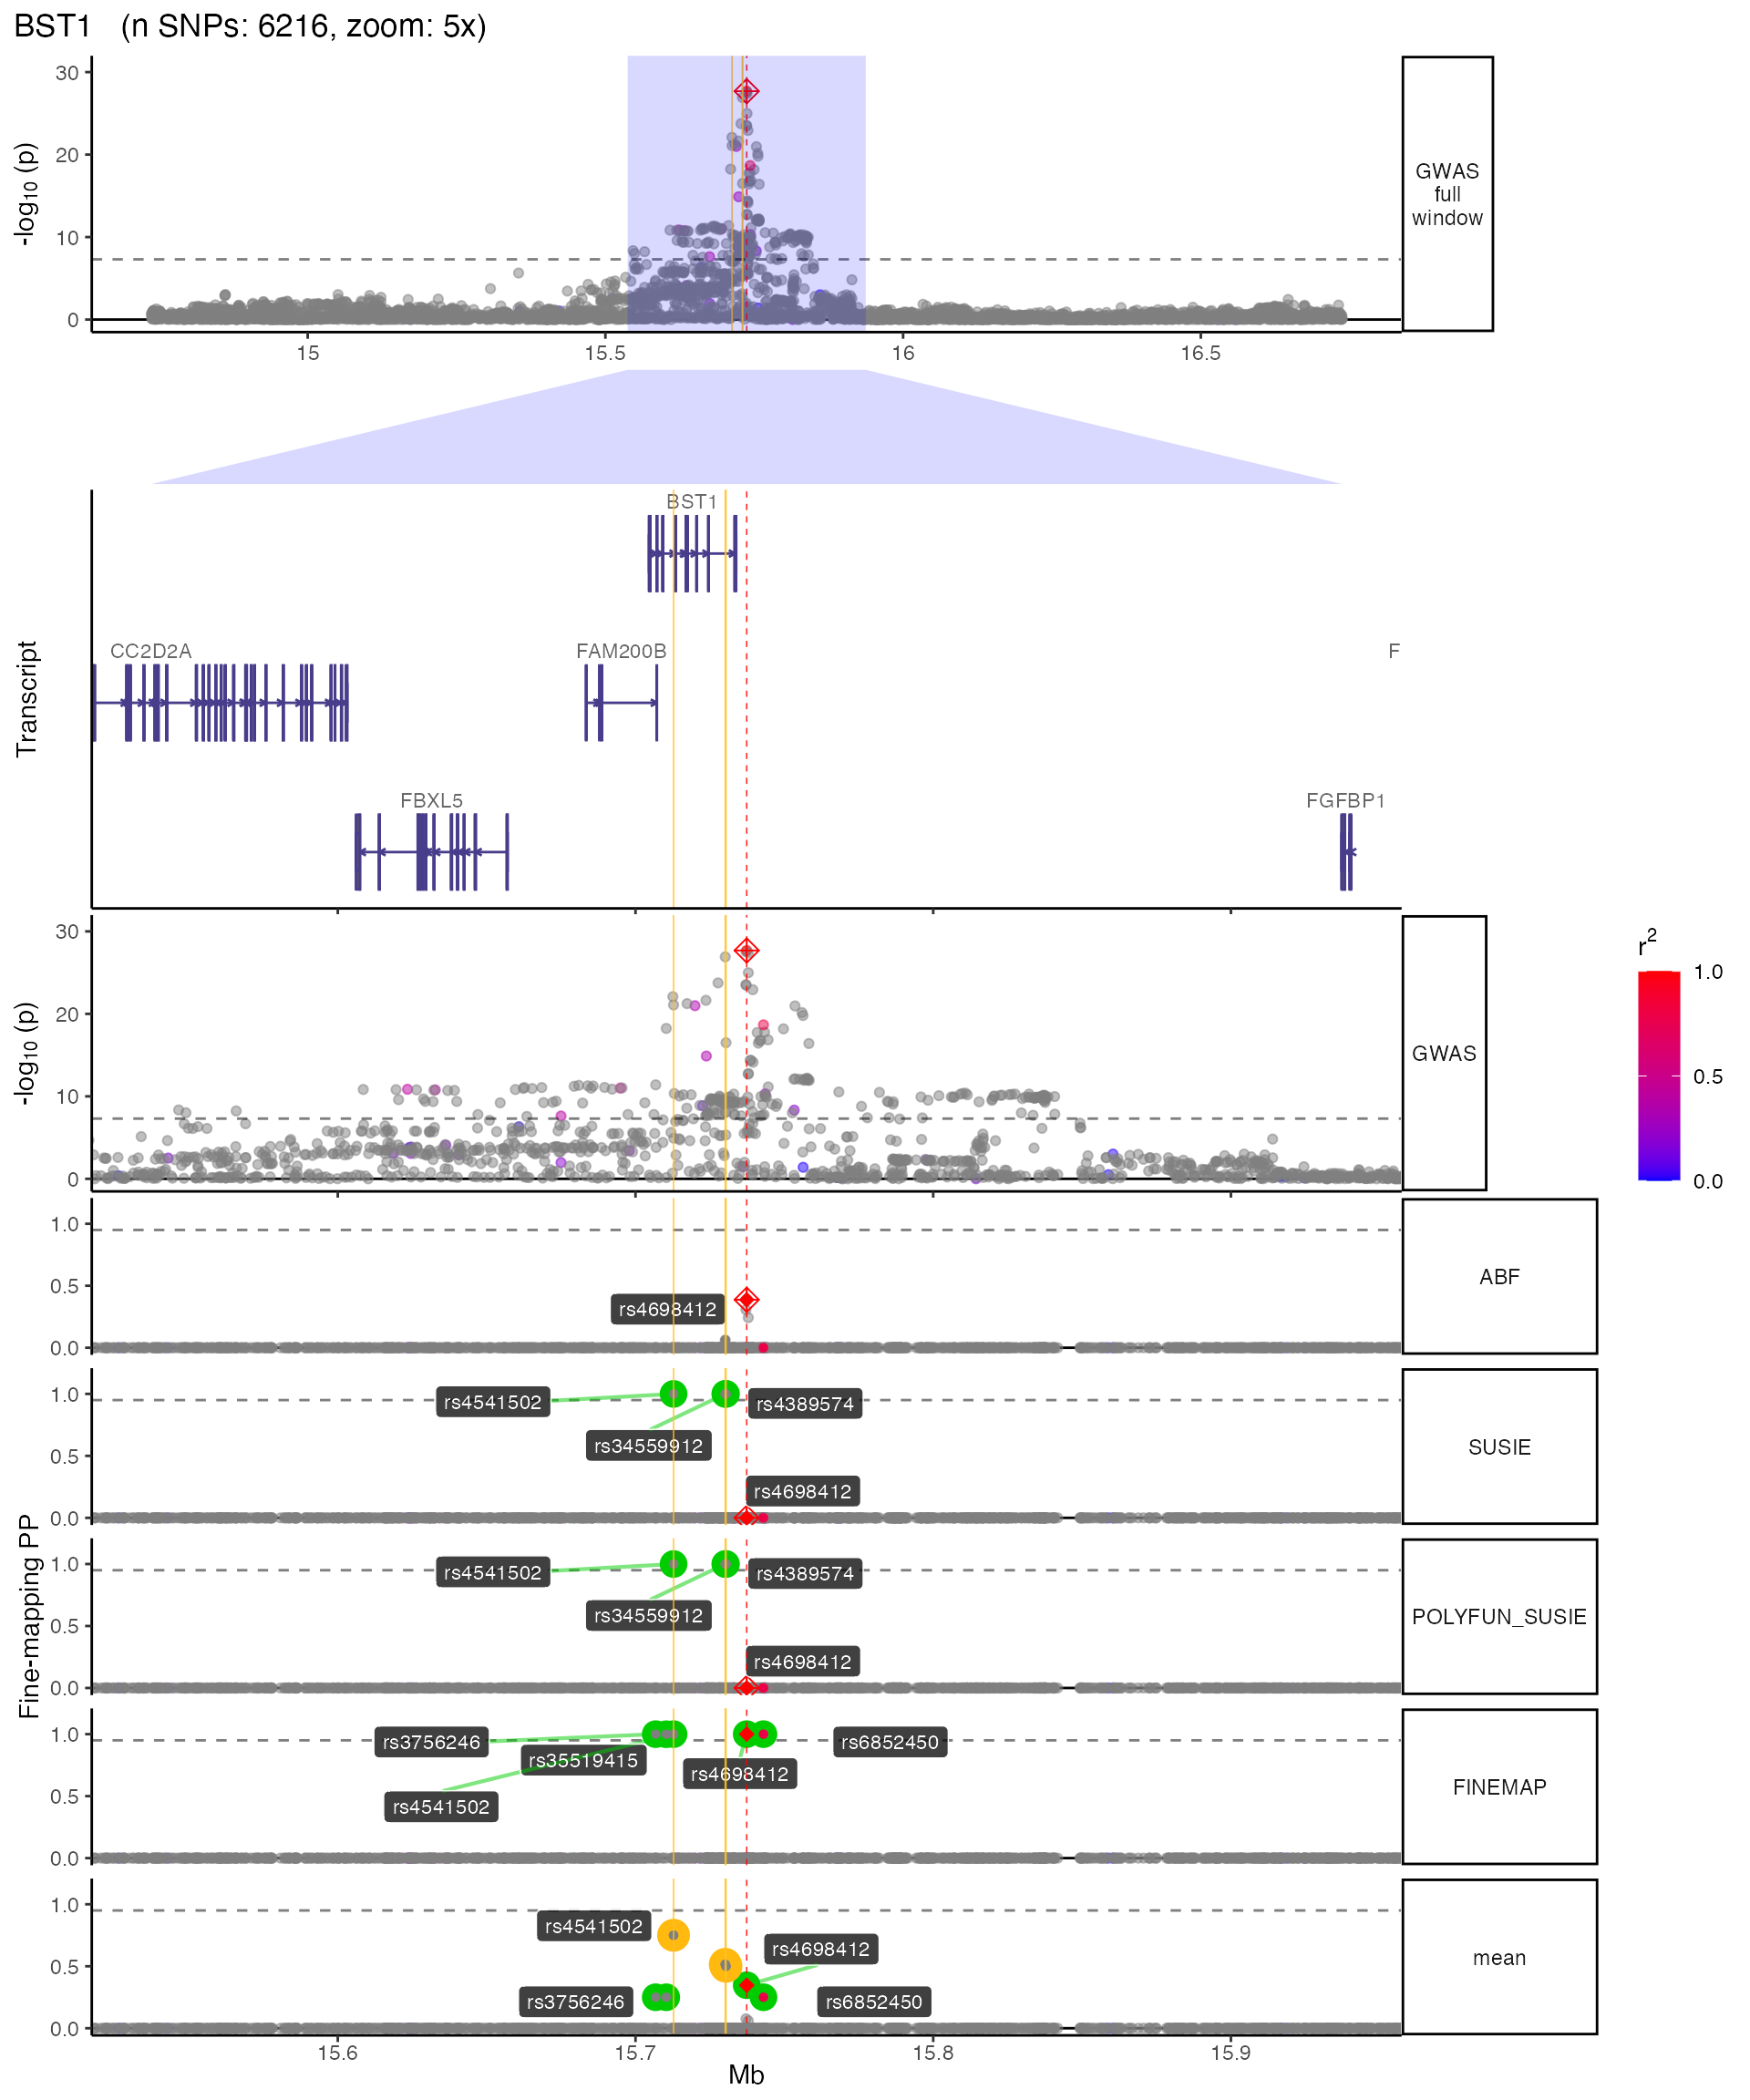 BST1   (n SNPs: 6216, zoom: 5x)
30
20
10
0
-log10 (p)
GWAS
full
window
15
15.5
16
16.5
Transcript
BST1
CC2D2A
FAM200B
F
FBXL5
FGFBP1
30
20
10
0
-log10 (p)
GWAS
r2
1.0
0.5
0.0
Fine-mapping PP
1.0
0.5
0.0
rs4698412
ABF
1.0
0.5
0.0
rs4541502
rs4389574
rs34559912
rs4698412
SUSIE
1.0
0.5
0.0
rs4541502
rs4389574
rs34559912
rs4698412
POLYFUN_SUSIE
1.0
0.5
0.0
rs3756246
rs35519415
rs4698412
rs6852450
rs4541502
FINEMAP
1.0
0.5
0.0
rs4541502
rs4698412
rs3756246
rs6852450
mean
15.6
15.7
15.8
15.9
Mb